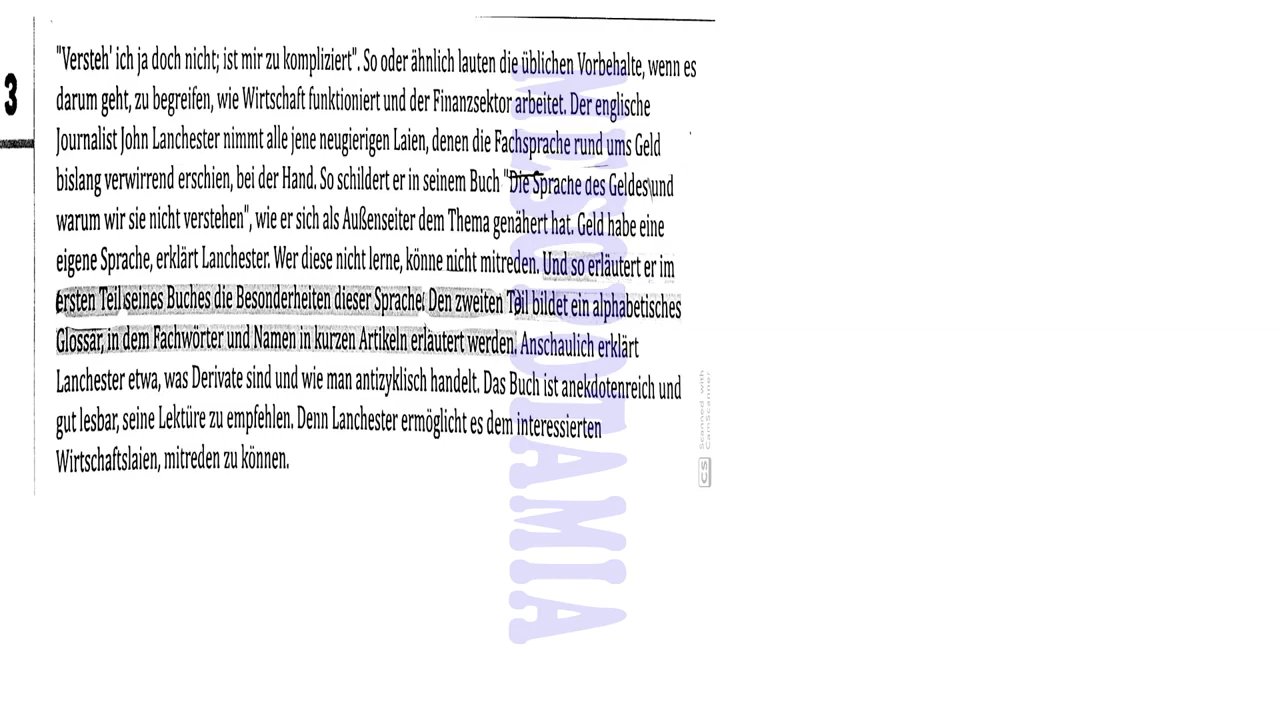 3
"Versteh' ich ja doch nicht; ist mir zu kompliziert". So oder ähnlich lauten die üblichen Vorbehalte, wenn es
darum geht, zu begreifen, wie Wirtschaft funktioniert und der Finanzsektor arbeitet. Der englische
Journalist John Lanchester nimmt alle jene neugierigen Laien, denen die Fachsprache rund ums Geld
bislang verwirrend erschien, bei der Hand. So schildert er in seinem Buch "Die Sprache des Geldes und
warum wir sie nicht verstehen", wie er sich als Außenseiter dem Thema genähert hat. Geld habe eine
eigene Sprache, erklärt Lanchester. Wer diese nicht lerne, könne nicht mitreden. Und so erläutert er im
ersten Teil seines Buches die Besonderheiten dieser Sprache. Den zweiten Teil bildet ein alphabetisches
Glossar, in dem Fachwörter und Namen in kurzen Artikeln erläutert werden. Anschaulich erklärt
Lanchester etwa, was Derivate sind und wie man antizyklisch handelt. Das Buch ist anekdotenreich und
gut lesbar, seine Lektüre zu empfehlen. Denn Lanchester ermöglicht es dem interessierten
Wirtschaftslaien, mitreden zu können.
MESOPOTAMIA
CS Scanned with
CamScanner